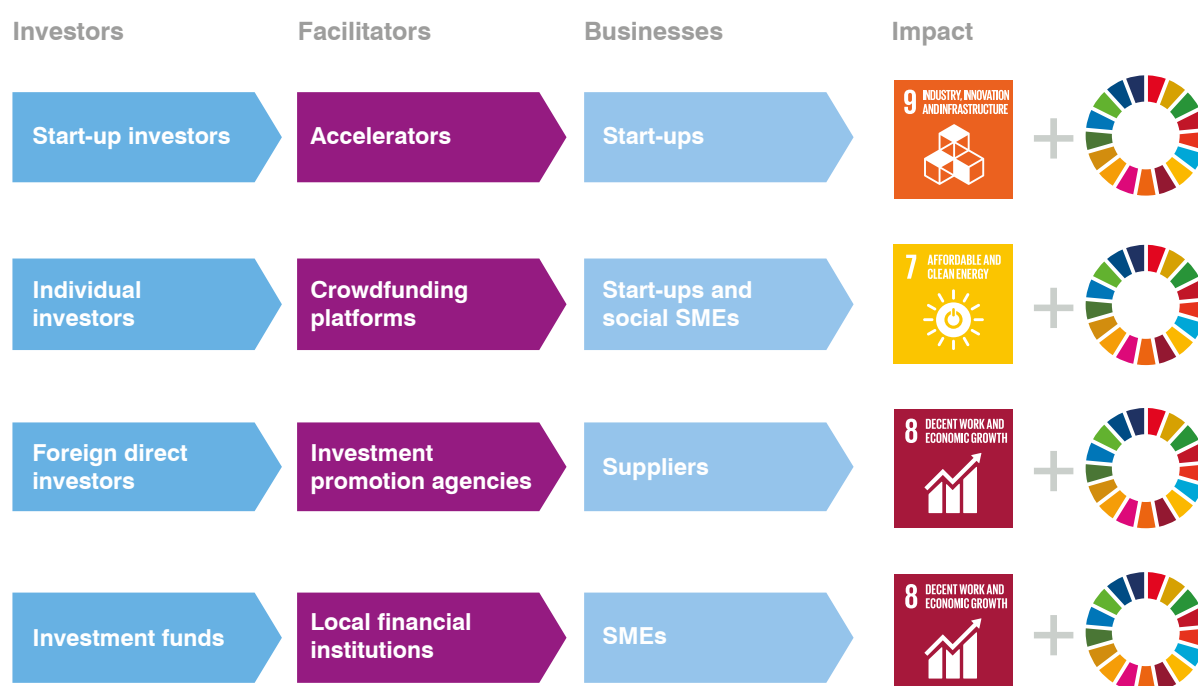 Investors
Facilitators
Businesses
Impact
Start-up investors
Accelerators
Start-ups
9 INDUSTRY, INNOVATION
AND INFRASTRUCTURE
Individual
investors
Crowdfunding
platforms
Start-ups and
social SMEs
7 AFFORDABLE AND
CLEAN ENERGY
Foreign direct
investors
Investment
promotion agencies
Suppliers
8 DECENT WORK AND
ECONOMIC GROWTH
Investment funds
Local financial
institutions
SMEs
8 DECENT WORK AND
ECONOMIC GROWTH